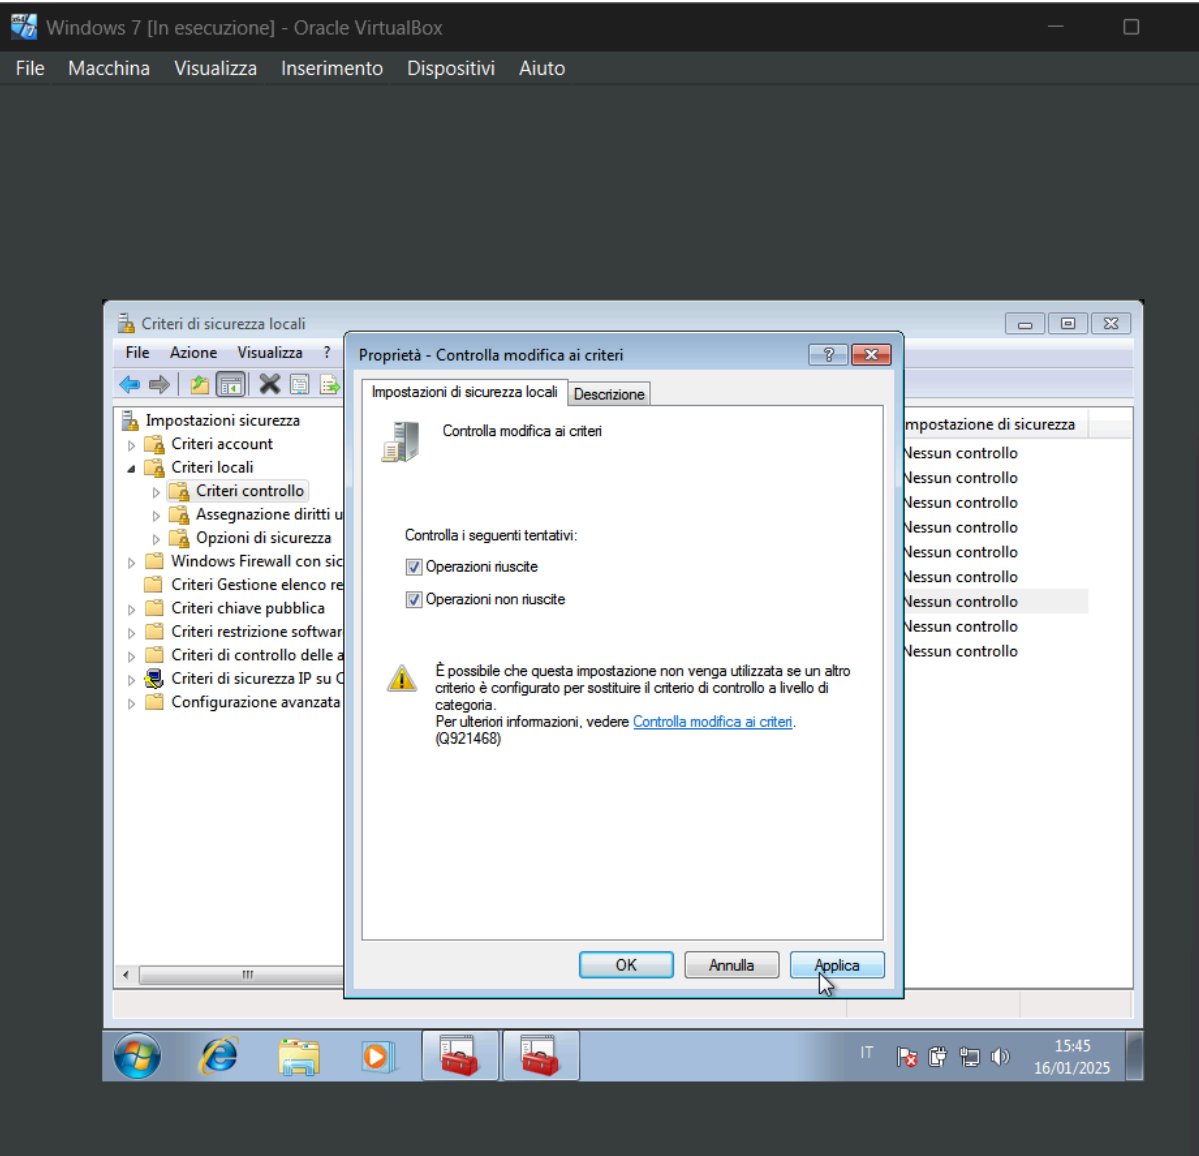 Windows 7 [In esecuzione] - Oracle VirtualBox
File Macchina Visualizza Inserimento Dispositivi Aiuto
Criteri di sicurezza locali
File Azione Visualizza ?
Impostazioni sicurezza
Criteri account
Criteri locali
Criteri controllo
Assegnazione diritti u
Opzioni di sicurezza
Windows Firewall con sic
Criteri Gestione elenco re
Criteri chiave pubblica
Criteri restrizione softwar
Criteri di controllo delle a
Criteri di sicurezza IP su C
Configurazione avanzata
Proprietà - Controlla modifica ai criteri
Impostazioni di sicurezza locali Descrizione
Controlla modifica ai criteri
Controlla i seguenti tentativi:
Operazioni riuscite
Operazioni non riuscite
È possibile che questa impostazione non venga utilizzata se un altro
criterio è configurato per sostituire il criterio di controllo a livello di
categoria.
Per ulteriori informazioni, vedere Controlla modifica ai criteri.
(Q921468)
OK Annulla Applica
mpostazione di sicurezza
Nessun controllo
Nessun controllo
Nessun controllo
Nessun controllo
Nessun controllo
Nessun controllo
Nessun controllo
Nessun controllo
Nessun controllo
IT
15:45
16/01/2025